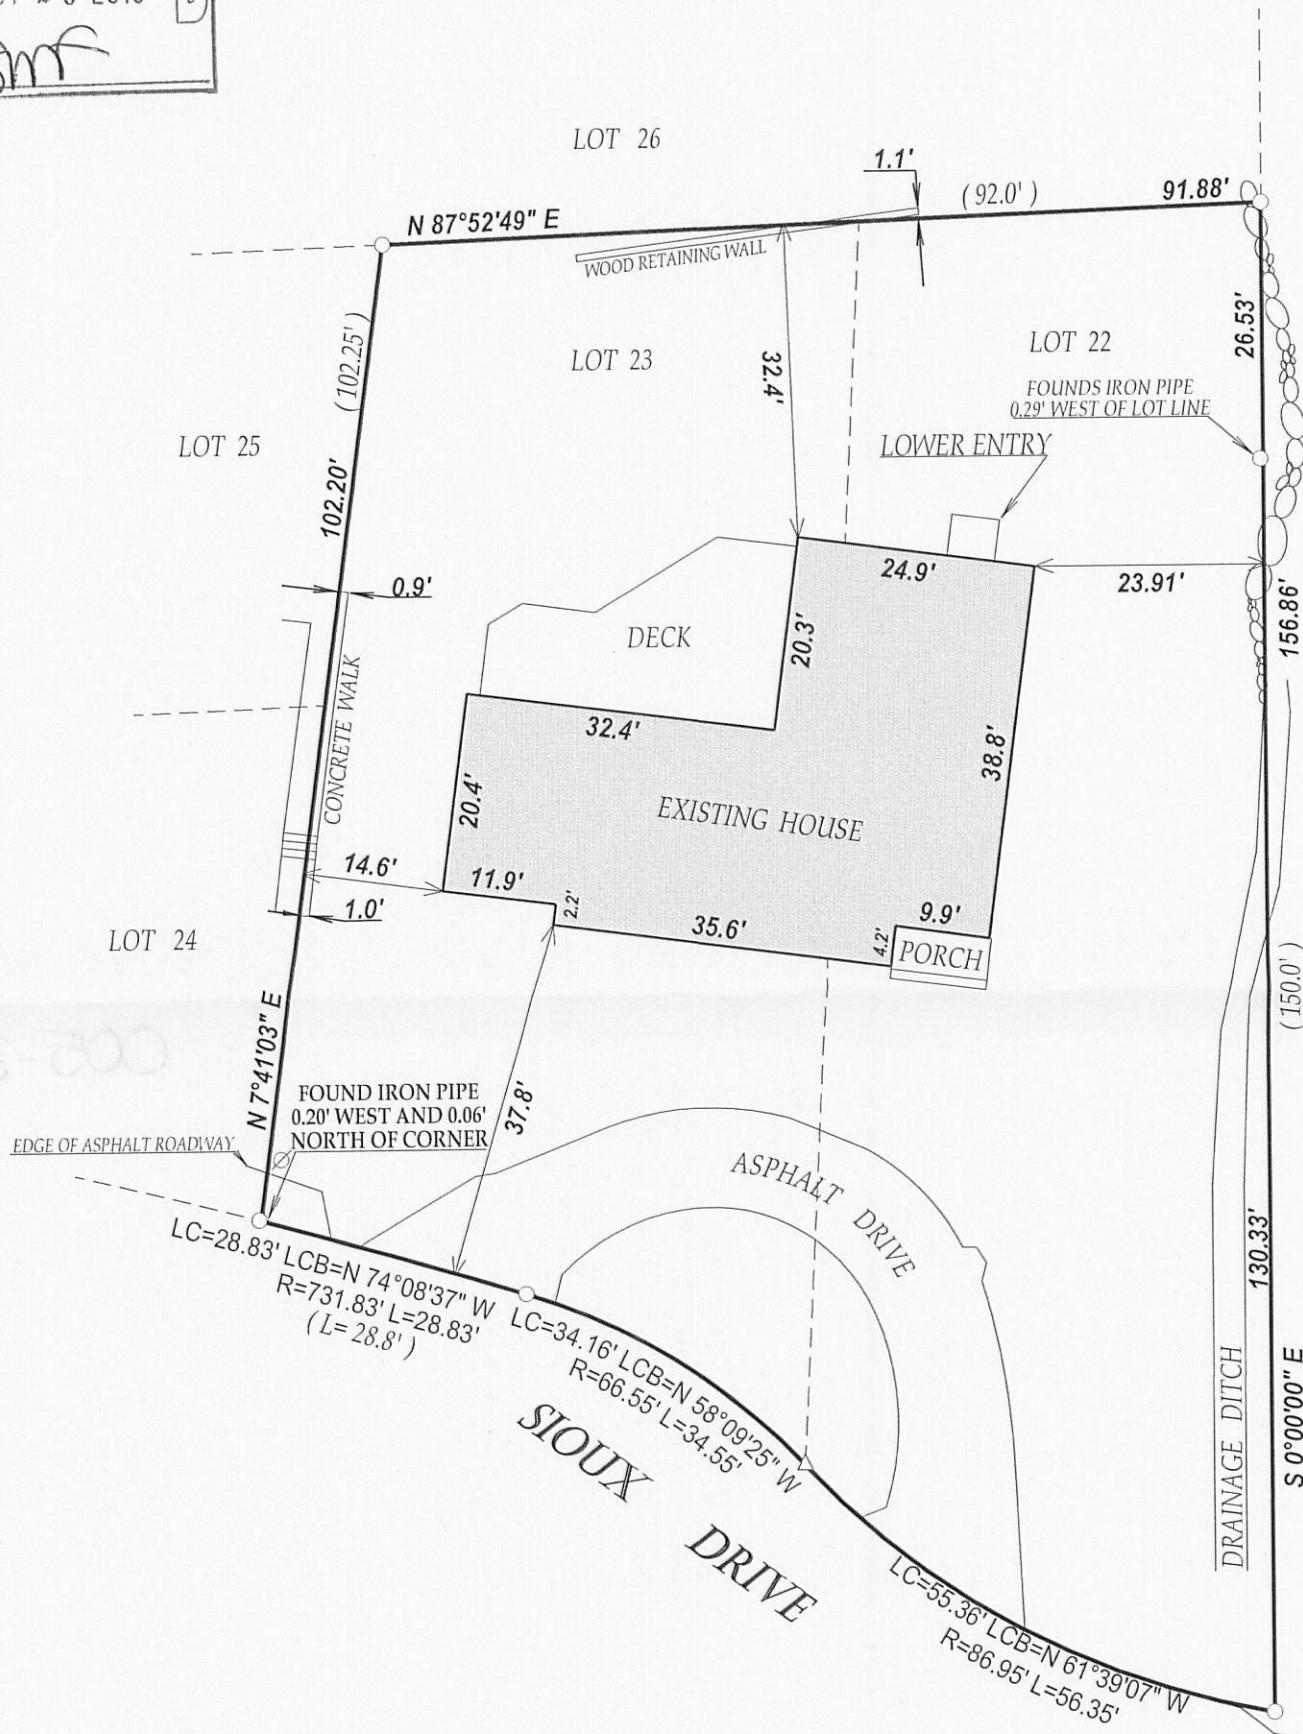 LOT 26
1.1'
( 92.0' )
91.88'
N 87°52'49" E
WOOD RETAINING WALL
26.53'
( 102.25' )
LOT 23
32.4'
LOT 22
FOUNDS IRON PIPE
0.29' WEST OF LOT LINE
LOT 25
LOWER ENTRY
102.20'
24.9'
23.91'
0.9'
156.86'
DECK
20.3'
CONCRETE WALK
32.4'
38.8'
20.4'
EXISTING HOUSE
14.6'
11.9'
2.2'
1.0'
35.6'
9.9'
4.2'
PORCH
LOT 24
( 150.0' )
N 7°41'03" E
FOUND IRON PIPE
0.20' WEST AND 0.06'
NORTH OF CORNER
37.8'
EDGE OF ASPHALT ROADWAY
ASPHALT DRIVE
130.33'
LC=28.83' LCB=N 74°08'37" W
R=731.83' L=28.83'
( L= 28.8' )
LC=34.16' LCB=N 58°09'25" W
R=66.55' L=34.55'
SIOUX DRIVE
DRAINAGE DITCH
S 0°00'00" E
LC=55.36' LCB=N 61°39'07" W
R=86.95' L=56.35'